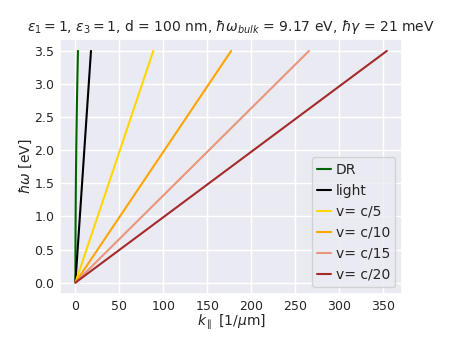 ε₁ = 1, ε₃ = 1, d = 100 nm, ℏω_bulk = 9.17 eV, ℏγ = 21 meV
ℏω [eV]
3.5
3.0
2.5
2.0
1.5
1.0
0.5
0.0
DR
light
v= c/5
v= c/10
v= c/15
v= c/20
0 50 100 150 200 250 300 350
k∥ [1/μm]